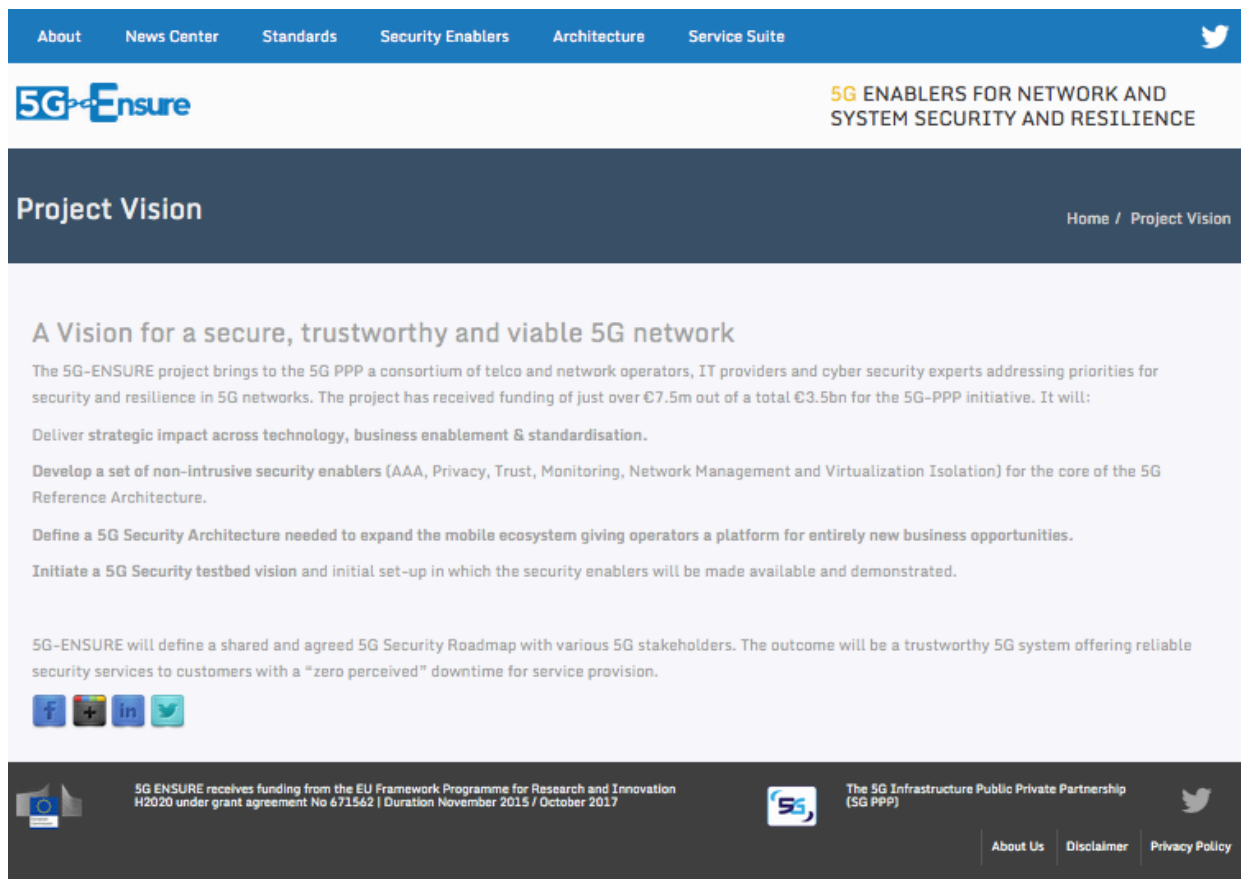 About News Center Standards Security Enablers Architecture Service Suite
5G Ensure
5G ENABLERS FOR NETWORK AND
SYSTEM SECURITY AND RESILIENCE
Project Vision
Home / Project Vision
A Vision for a secure, trustworthy and viable 5G network
The 5G-ENSURE project brings to the 5G PPP a consortium of telco and network operators, IT providers and cyber security experts addressing priorities for
security and resilience in 5G networks. The project has received funding of just over €7.5m out of a total €3.5bn for the 5G-PPP initiative. It will:
Deliver strategic impact across technology, business enablement & standardisation.
Develop a set of non-intrusive security enablers (AAA, Privacy, Trust, Monitoring, Network Management and Virtualization Isolation) for the core of the 5G
Reference Architecture.
Define a 5G Security Architecture needed to expand the mobile ecosystem giving operators a platform for entirely new business opportunities.
Initiate a 5G Security testbed vision and initial set-up in which the security enablers will be made available and demonstrated.
5G-ENSURE will define a shared and agreed 5G Security Roadmap with various 5G stakeholders. The outcome will be a trustworthy 5G system offering reliable
security services to customers with a “zero perceived” downtime for service provision.
f + in
5G ENSURE receives funding from the EU Framework Programme for Research and Innovation
H2020 under grant agreement No 671562 | Duration November 2015 / October 2017
5G
The 5G Infrastructure Public Private Partnership
(5G PPP)
About Us Disclaimer Privacy Policy